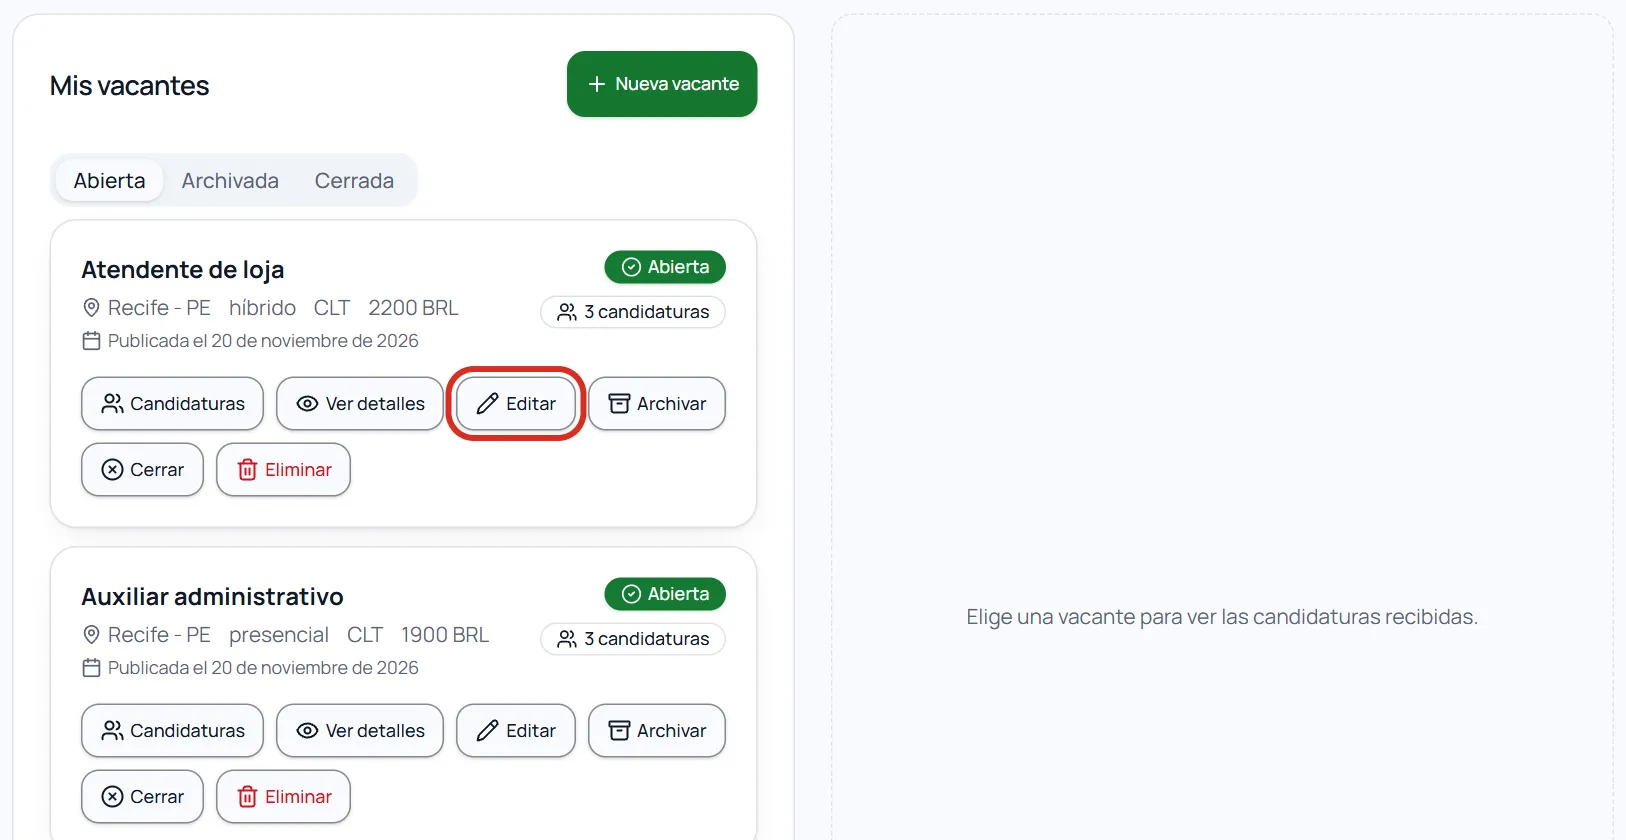 Mis vacantes
Nueva vacante
Abierta Archivada Cerrada
Atendente de loja
Abierta
Recife - PE híbrido CLT 2200 BRL
3 candidaturas
Publicada el 20 de noviembre de 2026
Candidaturas Ver detalles Editar Archivar
Cerrar Eliminar
Auxiliar administrativo
Abierta
Recife - PE presencial CLT 1900 BRL
3 candidaturas
Publicada el 20 de noviembre de 2026
Candidaturas Ver detalles Editar Archivar
Cerrar Eliminar
Elige una vacante para ver las candidaturas recibidas.